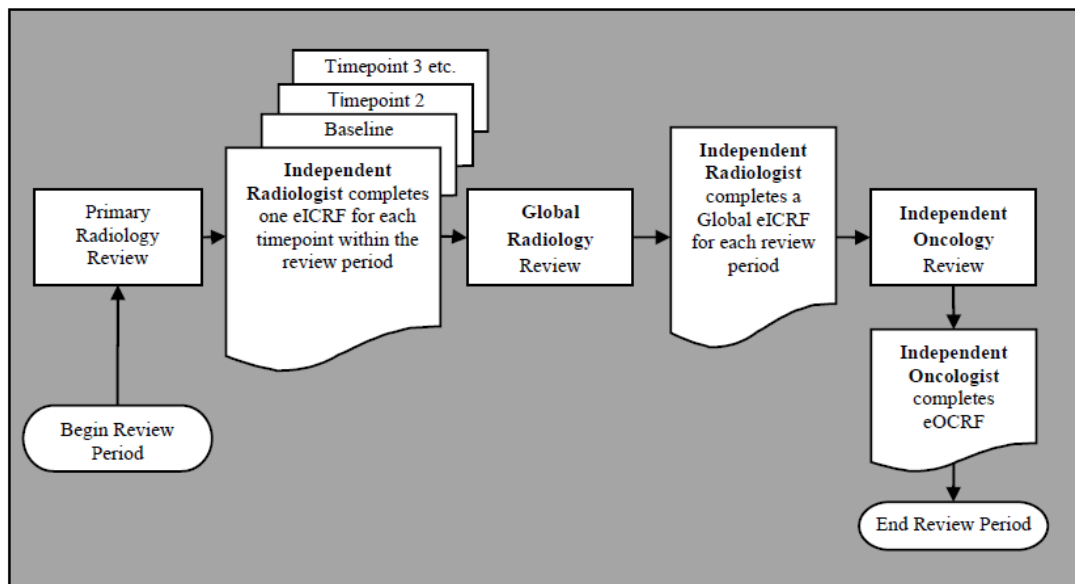 Timepoint 3 etc.
Timepoint 2
Baseline
Independent
Radiologist completes
one eICRF for each
timepoint within the
review period
Primary
Radiology
Review
Begin Review
Period
Global
Radiology
Review
Independent
Radiologist
completes a
Global eICRF
for each review
period
Independent
Oncology
Review
Independent
Oncologist
completes
eOCRF
End Review Period